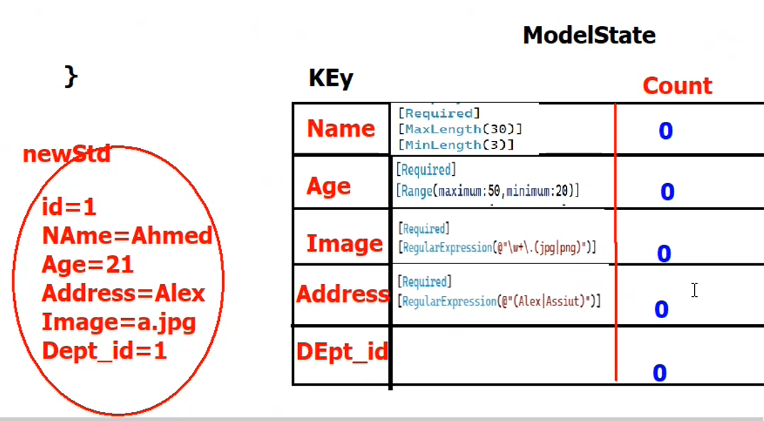 ModelState
}
KEy
Count
newStd
id=1
NAme=Ahmed
Age=21
Address=Alex
Image=a.jpg
Dept_id=1
Name
[Required]
[MaxLength(30)]
[MinLength(3)]
0
Age
[Required]
[Range(maximum:50,minimum:20)]
0
Image
[Required]
[RegularExpression(@"\w+\.(jpg|png)")]
0
Address
[Required]
[RegularExpression(@"(Alex|Assiut)")]
0
DEpt_id
0